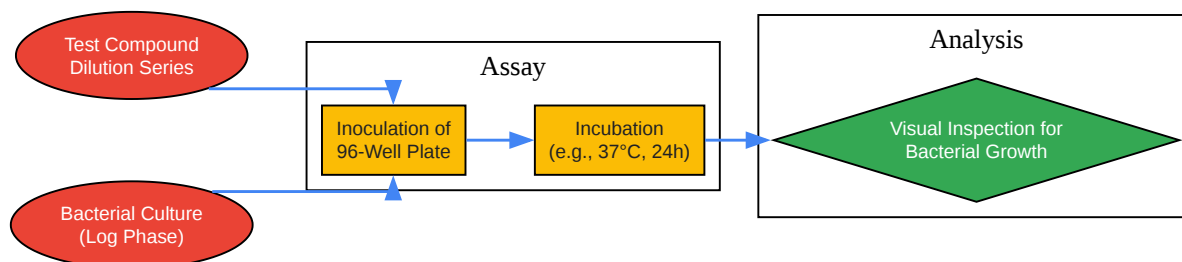 Test Compound
Dilution Series
Bacterial Culture
(Log Phase)
Assay
Inoculation of
96-Well Plate
Incubation
(e.g., 37°C, 24h)
Analysis
Visual Inspection for
Bacterial Growth